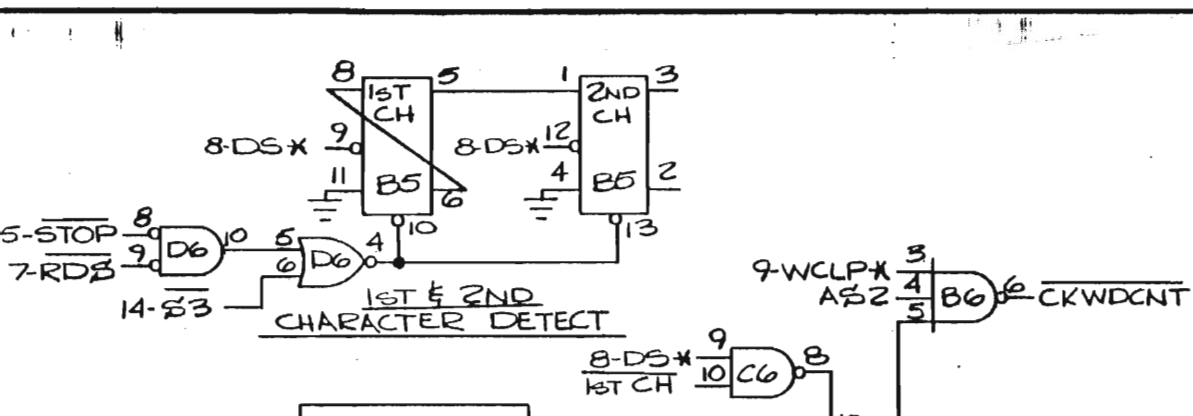 8 1ST CH 5 1 2ND CH 3
8-DS* 9 8-DS* 12
11 B5 6 4 B5 2
10 13
5-STOP 8
7-RDS 9 D6 10 5 6 D6 4
14-S3
1ST & 2ND
CHARACTER DETECT
9-WCLP* 3
AS2 4 B6 6 CKWDCNT
5
8-DS* 9
1ST CH 10 C6 8